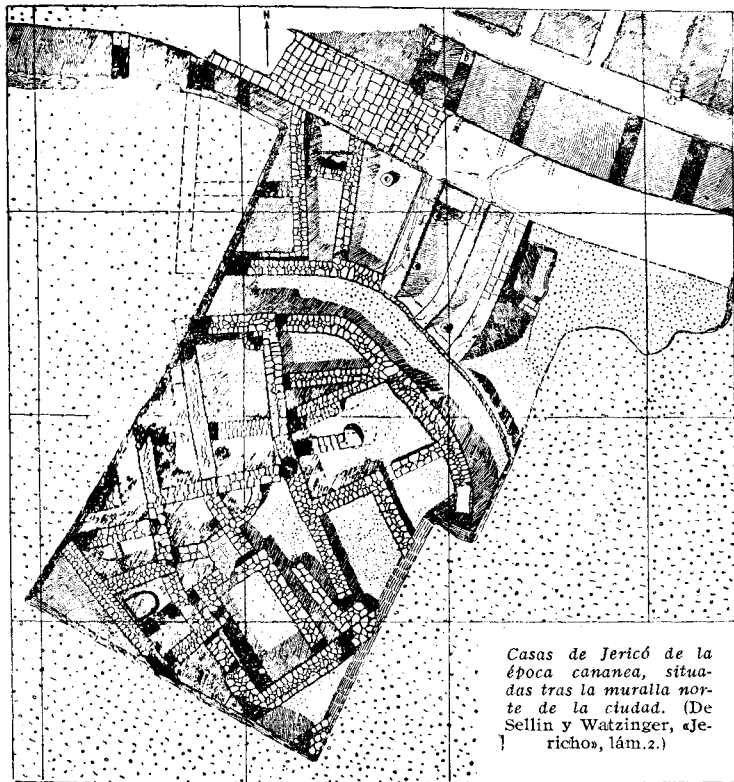 N
Casas de Jericó de la
época cananea, situa-
das tras la muralla nor-
te de la ciudad. (De
Sellin y Watzinger, «Je-
richo», lám.2.)